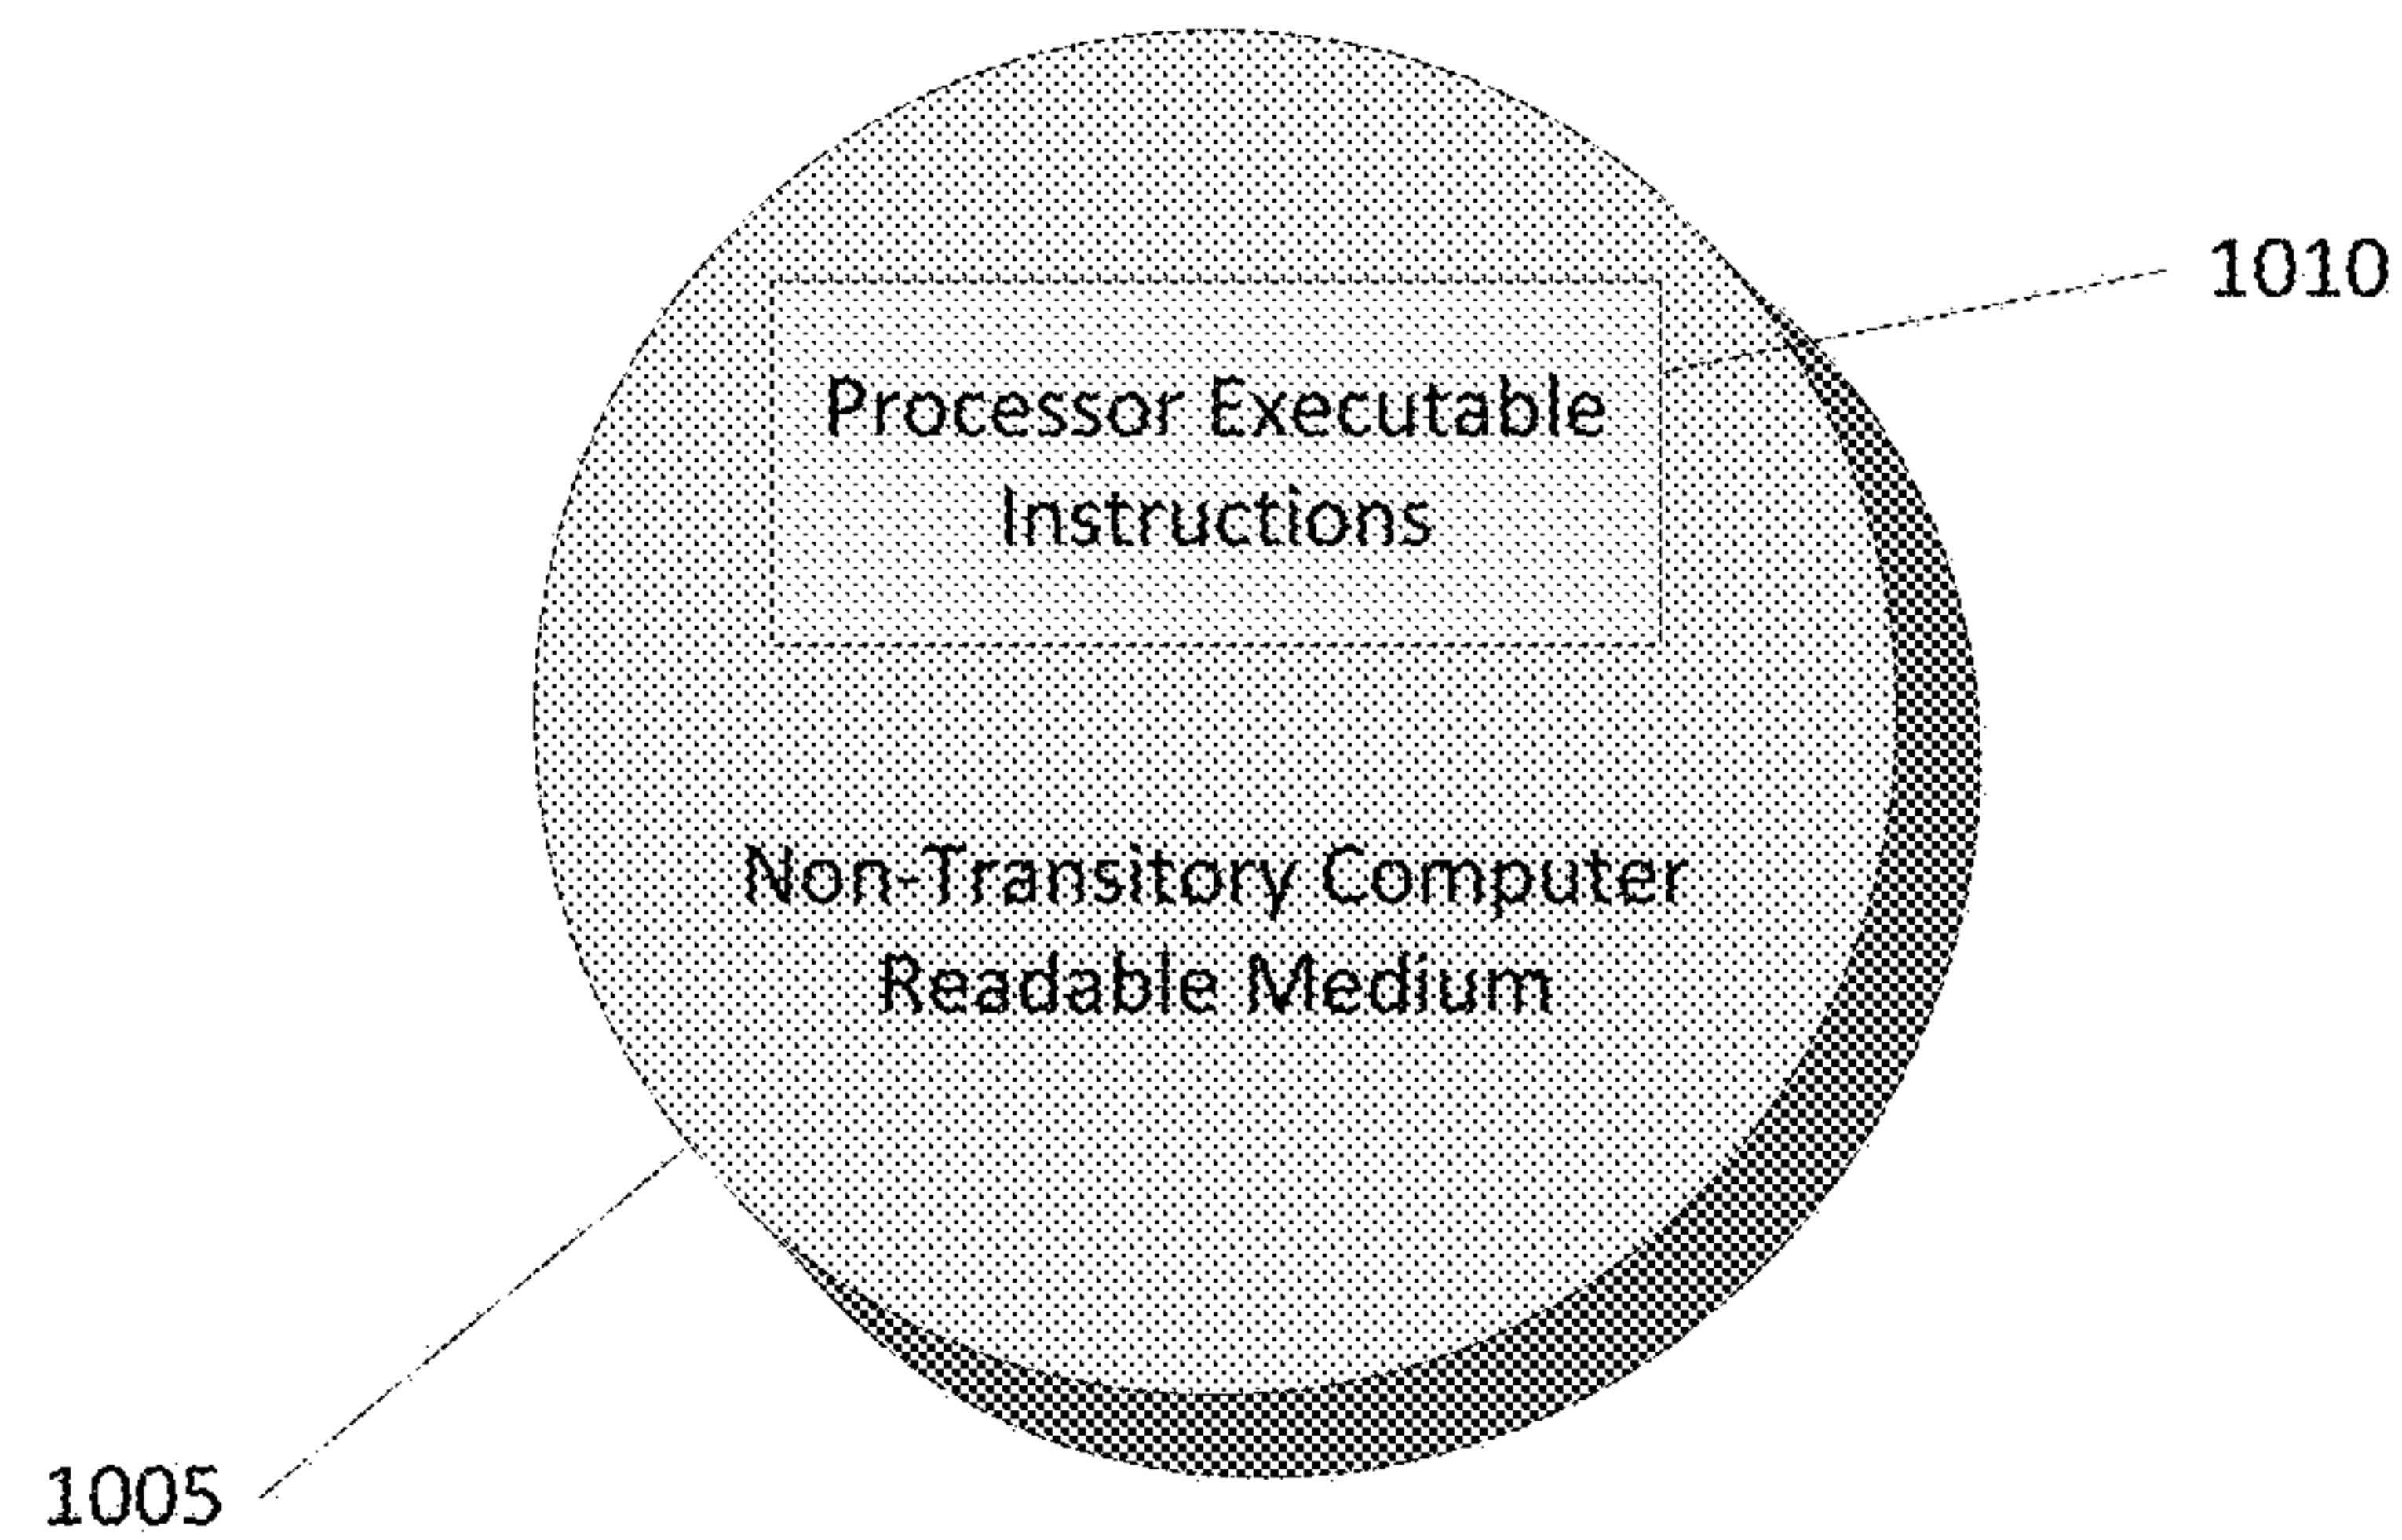 1010
Processor Executable
Instructions
Non-Transitory Computer
Readable Medium
1005